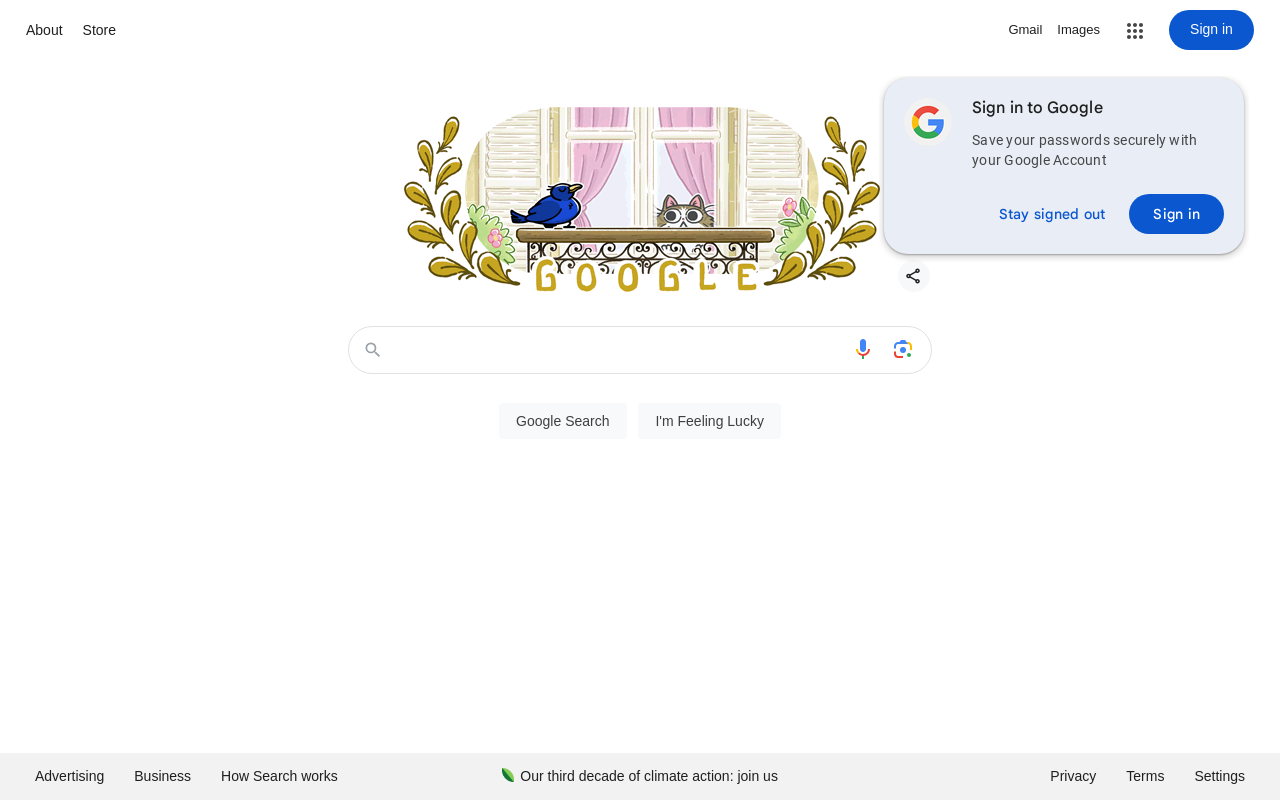 About
Store
Gmail
Images
Sign in
Sign in to Google
Save your passwords securely with
your Google Account
Stay signed out
Sign in
GOOGLE
Google Search
I'm Feeling Lucky
Advertising
Business
How Search works
Our third decade of climate action: join us
Privacy
Terms
Settings